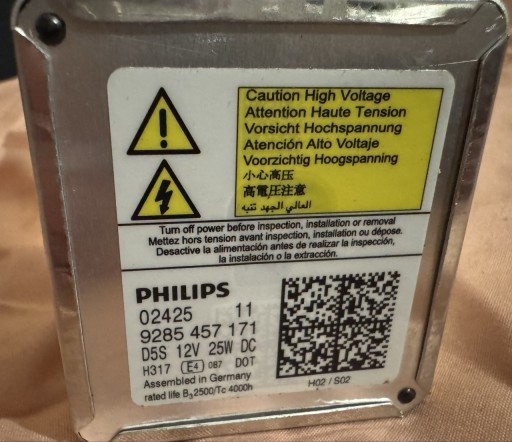 Caution High Voltage
Attention Haute Tension
Vorsicht Hochspannung
Atención Alto Voltaje
Voorzichtig Hoogspanning
小心高压
高電圧注意
العالي الجهد تنبه
Turn off power before inspection, installation or removal
Mettez hors tension avant inspection, installation ou dépose.
Desactive la alimentación antes de realizar la inspección,
la instalación o la extracción.
PHILIPS
02425 11
9285 457 171
D5S 12V 25W DC
H317 E4 087 DOT
Assembled in Germany
rated life B₃2500/Tc 4000h
H02 / S02